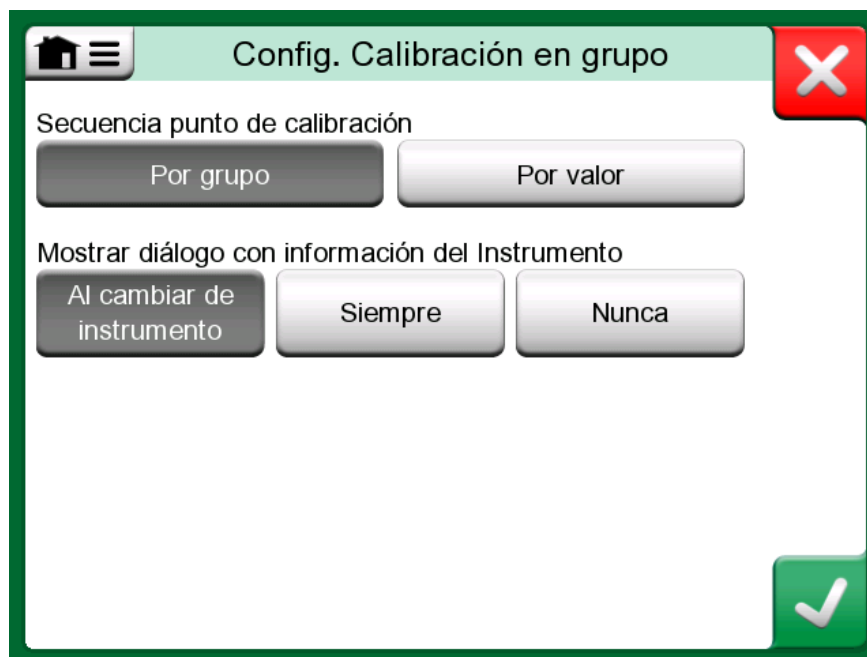 Config. Calibración en grupo
Secuencia punto de calibración
Por grupo
Por valor
Mostrar diálogo con información del Instrumento
Al cambiar de
instrumento
Siempre
Nunca